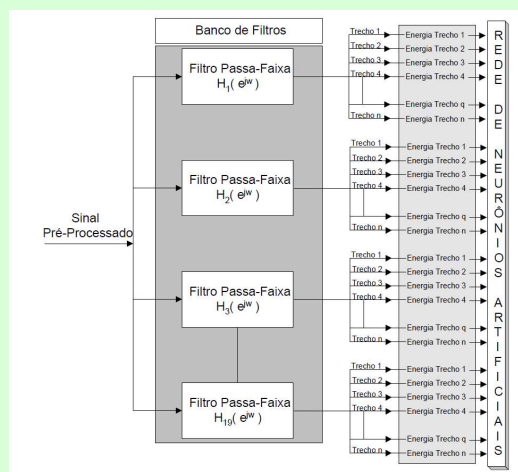 Banco de Filtros
Sinal
Pré-Processado
Filtro Passa-Faixa
H1( e^jw )
Trecho 1
Trecho 2
Trecho 3
Trecho 4
Trecho n
Energia Trecho 1
Energia Trecho 2
Energia Trecho 3
Energia Trecho 4
Energia Trecho q
Energia Trecho n
Filtro Passa-Faixa
H2( e^jw )
Trecho 1
Trecho 2
Trecho 3
Trecho 4
Trecho n
Energia Trecho 1
Energia Trecho 2
Energia Trecho 3
Energia Trecho 4
Energia Trecho q
Energia Trecho n
Filtro Passa-Faixa
H3( e^jw )
Trecho 1
Trecho 2
Trecho 3
Trecho 4
Trecho n
Energia Trecho 1
Energia Trecho 2
Energia Trecho 3
Energia Trecho 4
Energia Trecho q
Energia Trecho n
Filtro Passa-Faixa
H19( e^jw )
Trecho 1
Trecho 2
Trecho 3
Trecho 4
Trecho n
Energia Trecho 1
Energia Trecho 2
Energia Trecho 3
Energia Trecho 4
Energia Trecho q
Energia Trecho n
REDE DE NEURÔNIOS ARTIFICIAIS